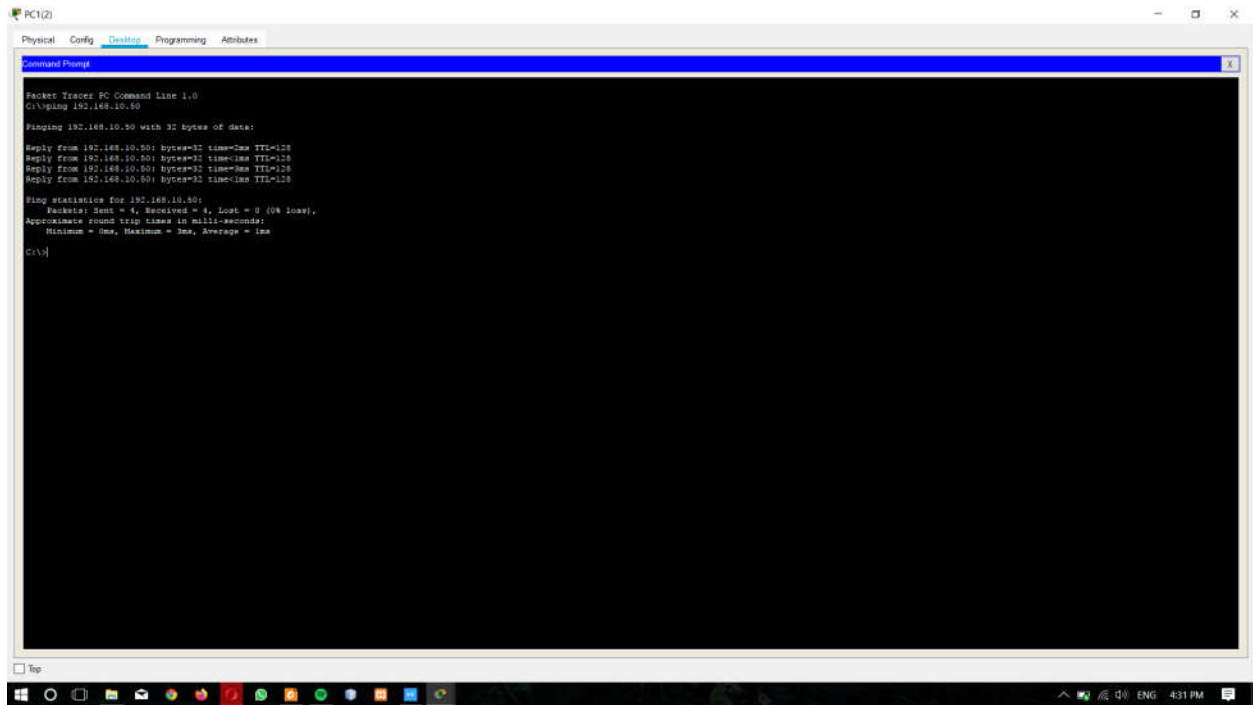 PC1(2)
Physical Config Desktop Programming Attributes
Command Prompt X
Packet Tracer PC Command Line 1.0
C:\>ping 192.168.10.50
Pinging 192.168.10.50 with 32 bytes of data:
Reply from 192.168.10.50: bytes=32 time=2ms TTL=128
Reply from 192.168.10.50: bytes=32 time<1ms TTL=128
Reply from 192.168.10.50: bytes=32 time=3ms TTL=128
Reply from 192.168.10.50: bytes=32 time<1ms TTL=128
Ping statistics for 192.168.10.50:
Packets: Sent = 4, Received = 4, Lost = 0 (0% loss),
Approximate round trip times in milli-seconds:
Minimum = 0ms, Maximum = 3ms, Average = 1ms
C:\>
Top
ENG 4:31 PM